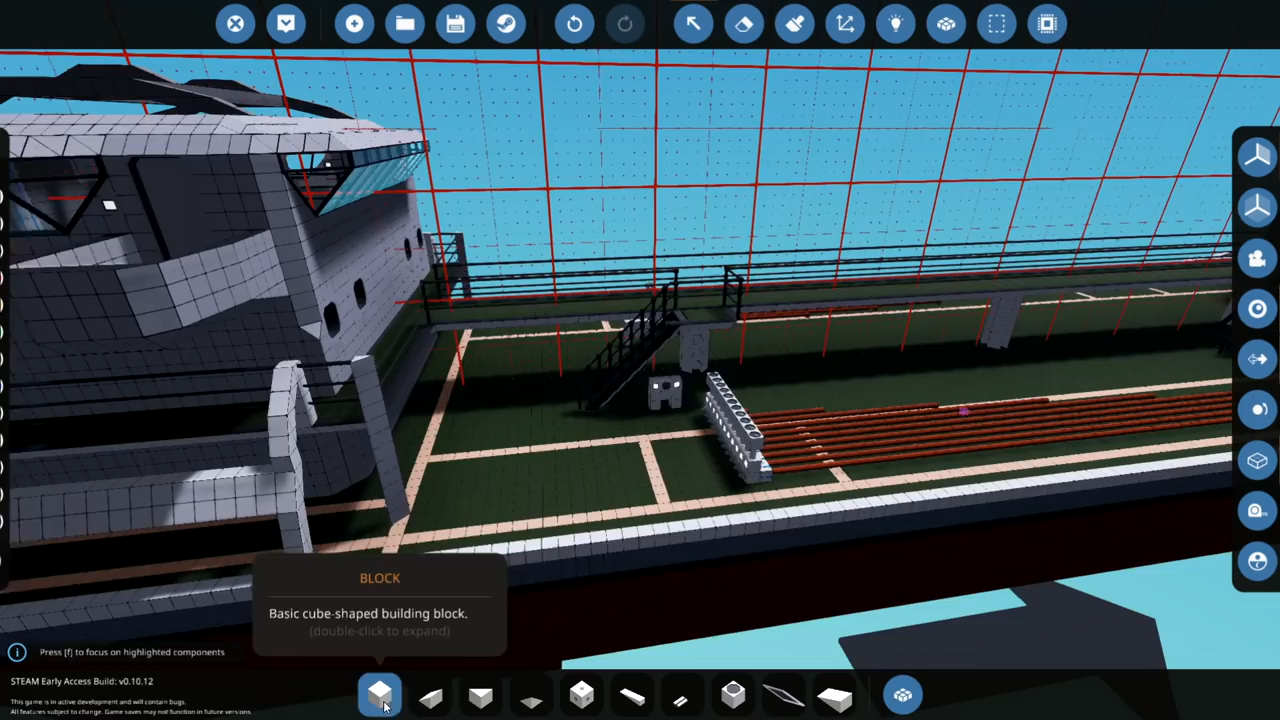 BLOCK
Basic cube-shaped building block.
(double-click to expand)
Press [f] to focus on highlighted components
STEAM Early Access Build: v0.10.12
This game is in active development and will contain bugs.
All features subject to change. Game saves may not function in future versions.